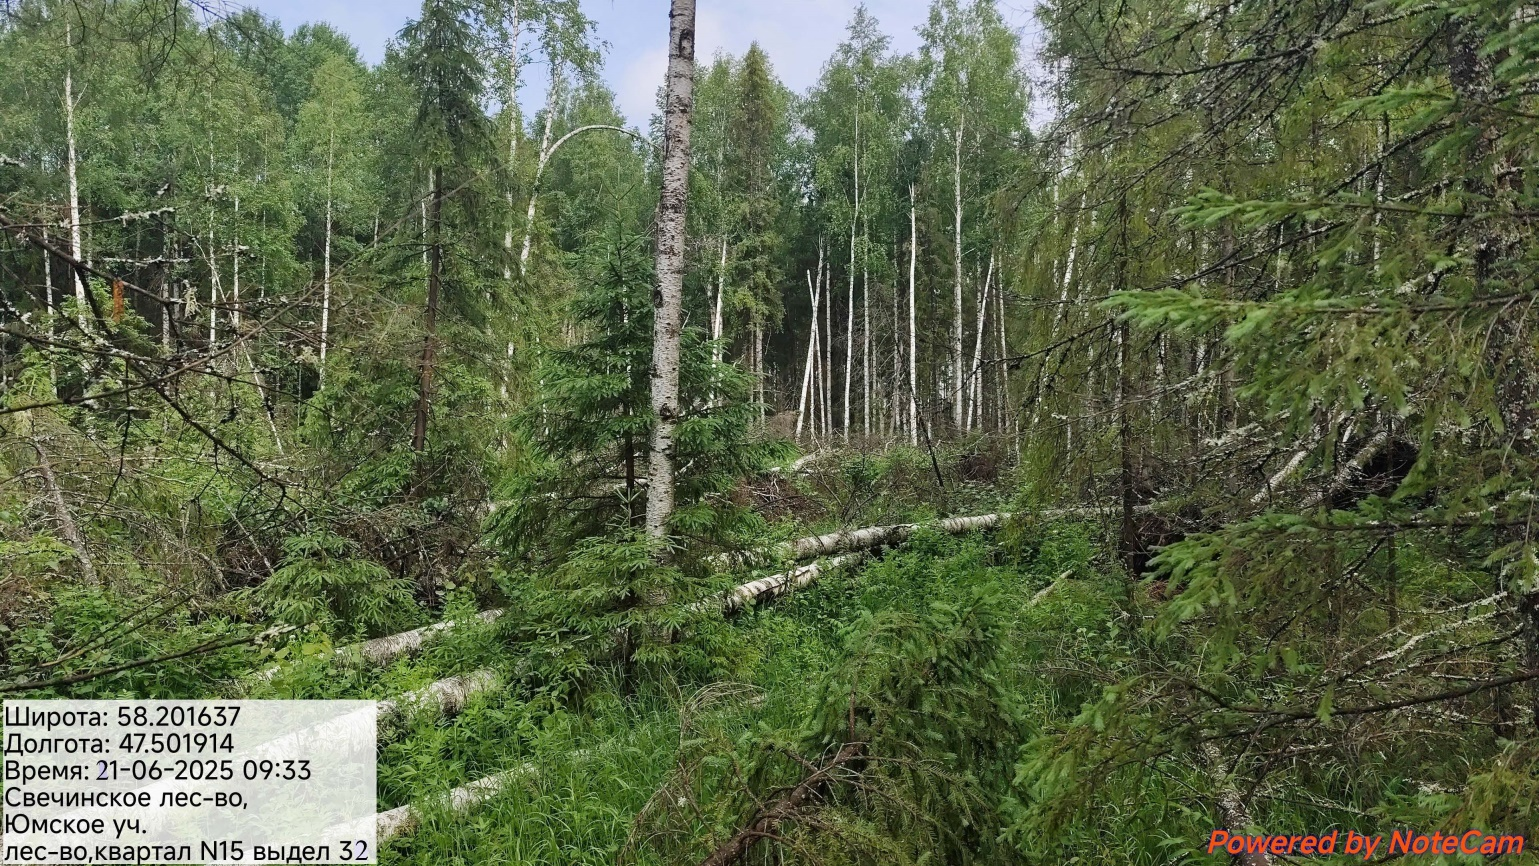 Широта: 58.201637
Долгота: 47.501914
Время: 21-06-2025 09:33
Свечинское лес-во,
Юмское уч.
лес-во,квартал N15 выдел 32
Powered by NoteCam